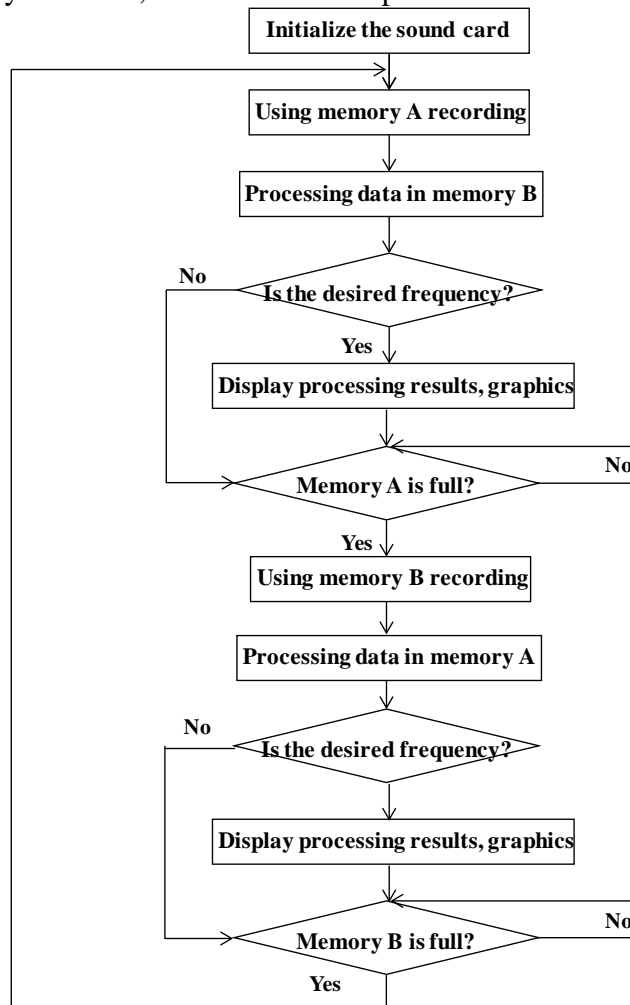 Initialize the sound card
Using memory A recording
Processing data in memory B
Is the desired frequency?
No
Yes
Display processing results, graphics
Memory A is full?
No
Yes
Using memory B recording
Processing data in memory A
Is the desired frequency?
No
Display processing results, graphics
Memory B is full?
No
Yes